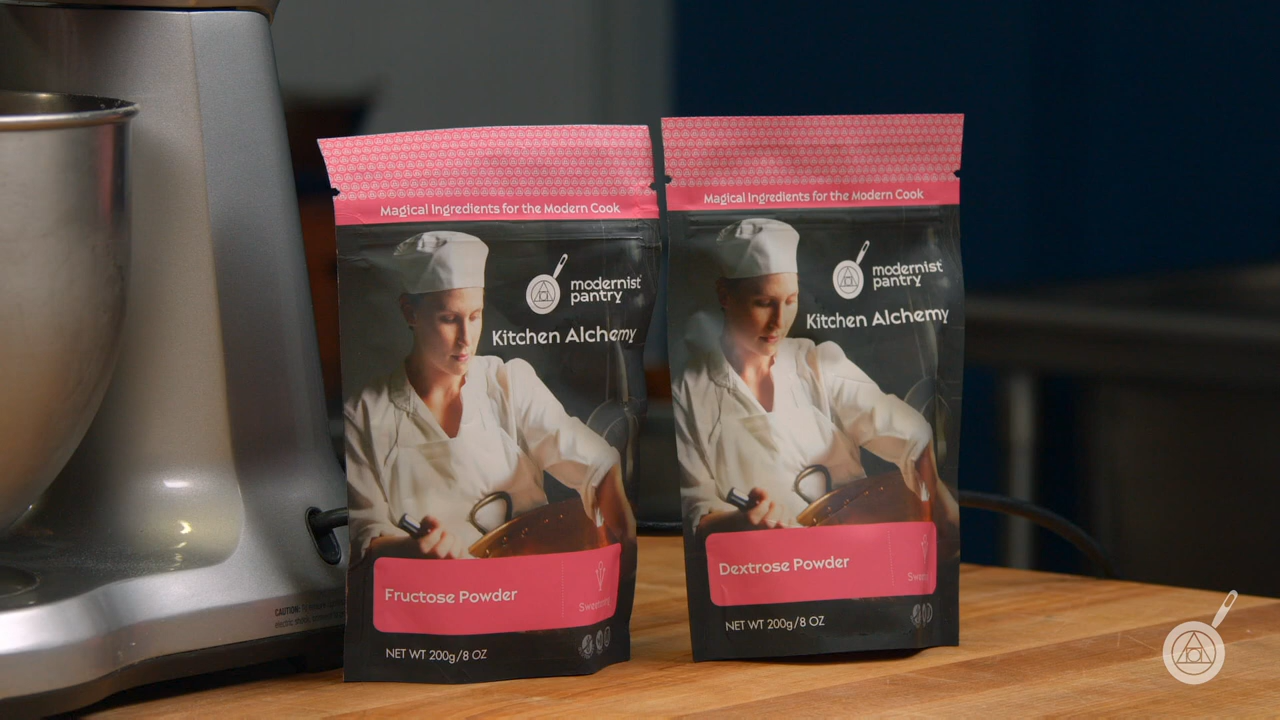 Magical Ingredients for the Modern Cook
modernist
pantry
Kitchen Alchemy
Fructose Powder
NET WT 200g/8 OZ
Magical Ingredients for the Modern Cook
modernist
pantry
Kitchen Alchemy
Dextrose Powder
NET WT 200g/8 OZ
CAUTION: